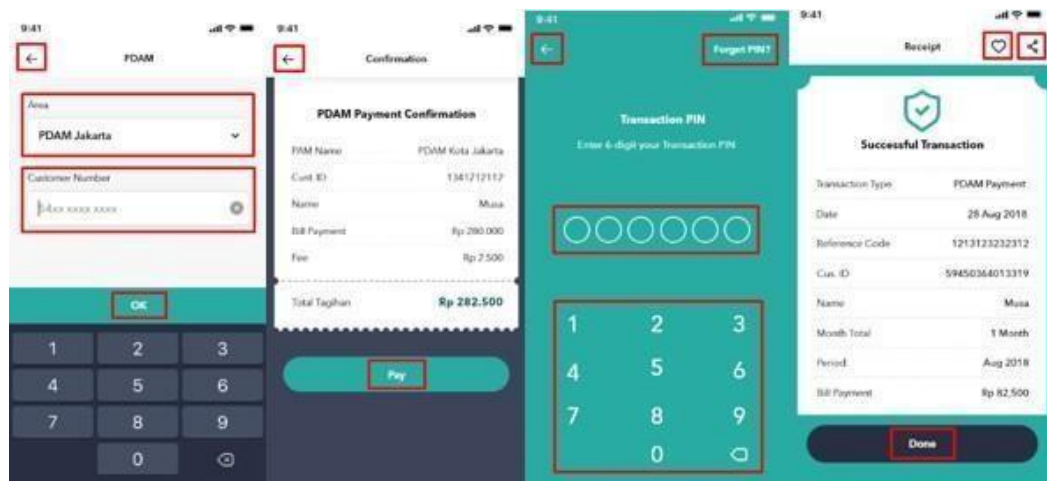 9:41
PDAM
Area
PDAM Jakarta
Customer Number
OK
1 2 3
4 5 6
7 8 9
0
9:41
Confirmation
PDAM Payment Confirmation
PAM Name PDAM Kota Jakarta
Cust ID 1341212112
Name Musa
Bill Payment Rp 280.000
Fee Rp 2.500
Total Tagihan Rp 282.500
Pay
9:41
Forget PIN?
Transaction PIN
Enter 6-digit your Transaction PIN
1 2 3
4 5 6
7 8 9
0
9:41
Receipt
Successful Transaction
Transaction Type PDAM Payment
Date 28 Aug 2018
Reference Code 1213123232312
Cus. ID 59450364013319
Name Musa
Month Total 1 Month
Period Aug 2018
Bill Payment Rp 82,500
Done